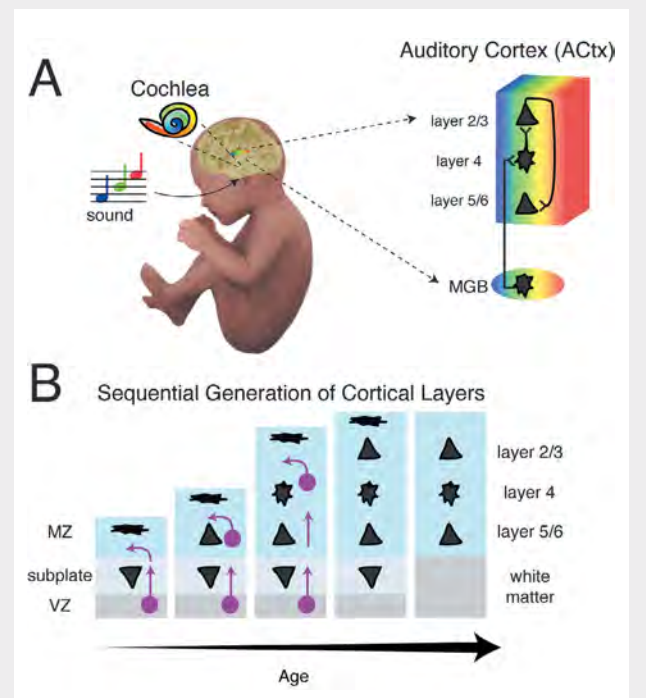 A
Auditory Cortex (ACtx)
Cochlea
layer 2/3
layer 4
layer 5/6
sound
MGB
B
Sequential Generation of Cortical Layers
layer 2/3
layer 4
MZ
layer 5/6
subplate
white
matter
VZ
Age